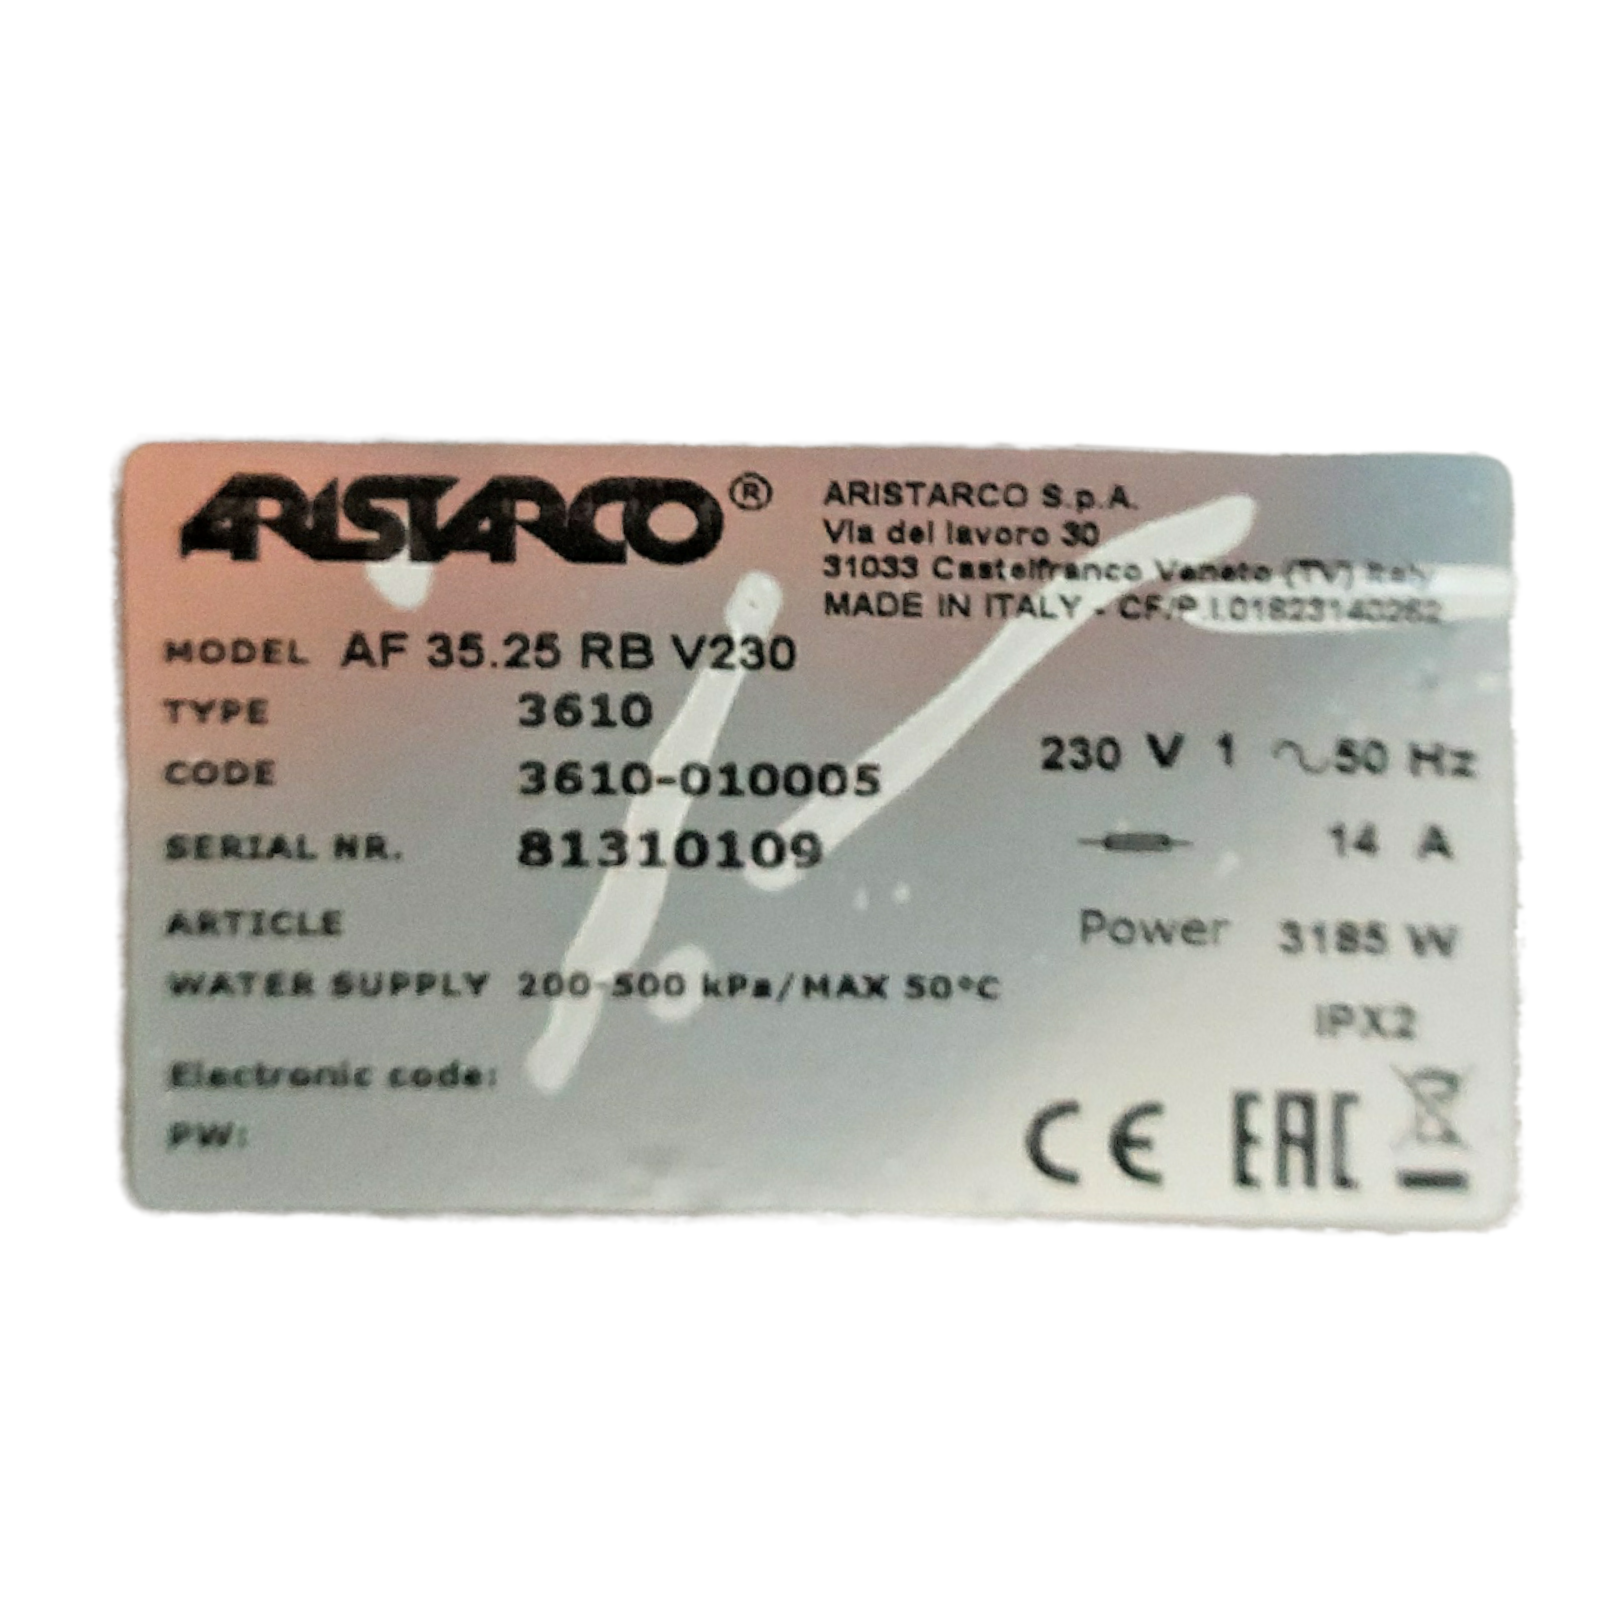 ARISTARCO®
ARISTARCO S.p.A.
Via del lavoro 30
31033 Castelfranco Veneto (TV) Italy
MADE IN ITALY - CF./P.I.01823140262
MODEL AF 35.25 RB V230
TYPE 3610
CODE 3610-010005
230 V 1 ~50 Hz
SERIAL NR. 81310109
14 A
ARTICLE
Power 3185 W
WATER SUPPLY 200-500 kPa/MAX 50°C
IPX2
Electronic code:
PW:
CE EAC